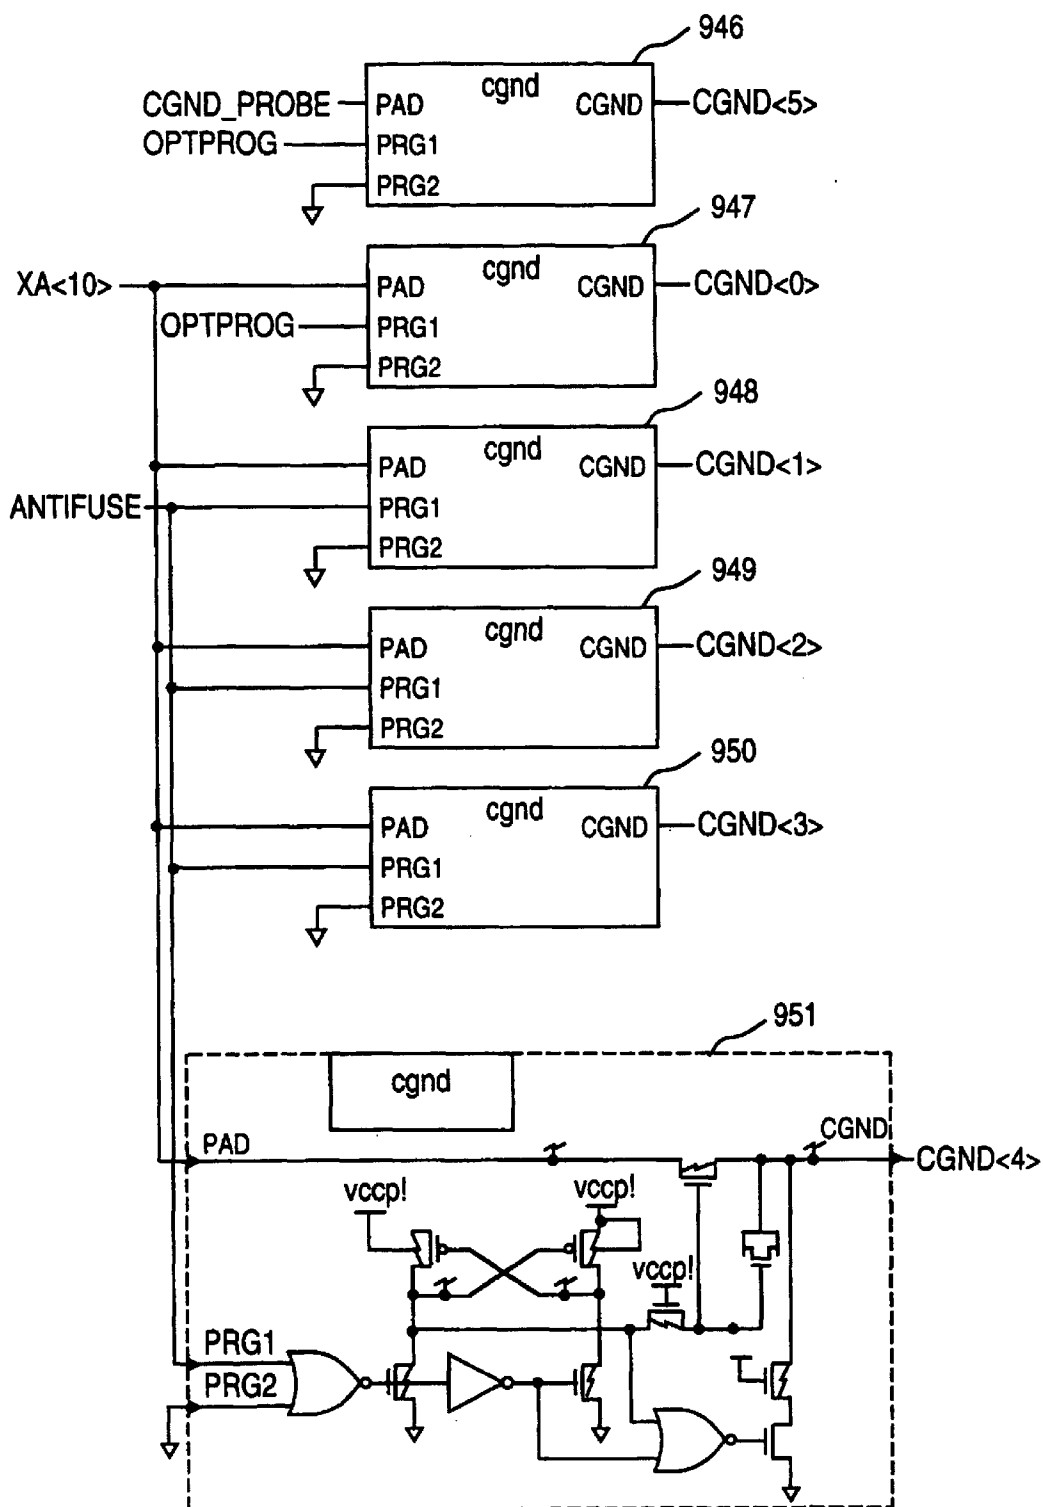 946
cgnd
CGND_PROBE PAD CGND CGND<5>
OPTPROG PRG1
PRG2
947
cgnd
XA<10> PAD CGND CGND<0>
OPTPROG PRG1
PRG2
948
cgnd
PAD CGND CGND<1>
ANTIFUSE PRG1
PRG2
949
cgnd
PAD CGND CGND<2>
PRG1
PRG2
950
cgnd
PAD CGND CGND<3>
PRG1
PRG2
951
cgnd
PAD CGND CGND<4>
vccp! vccp!
vccp!
PRG1
PRG2